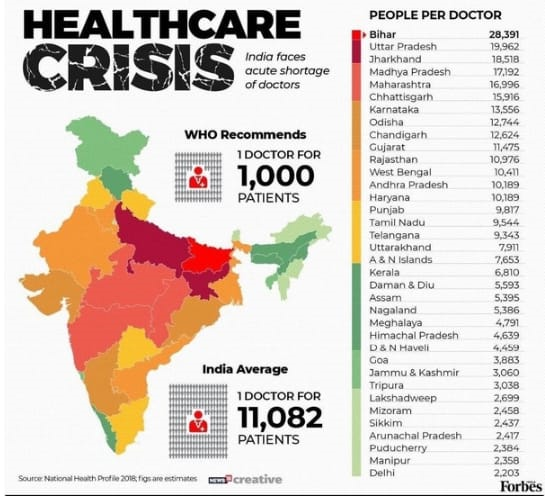 HEALTHCARE
CRISIS
India faces
acute shortage
of doctors
WHO Recommends
1 DOCTOR FOR
1,000
PATIENTS
India Average
1 DOCTOR FOR
11,082
PATIENTS
PEOPLE PER DOCTOR
Bihar 28,391
Uttar Pradesh 19,962
Jharkhand 18,518
Madhya Pradesh 17,192
Maharashtra 16,996
Chhattisgarh 15,916
Karnataka 13,556
Odisha 12,744
Chandigarh 12,624
Gujarat 11,475
Rajasthan 10,976
West Bengal 10,411
Andhra Pradesh 10,189
Haryana 10,189
Punjab 9,817
Tamil Nadu 9,544
Telangana 9,343
Uttarakhand 7,911
A & N Islands 7,653
Kerala 6,810
Daman & Diu 5,593
Assam 5,395
Nagaland 5,386
Meghalaya 4,791
Himachal Pradesh 4,639
D & N Haveli 4,459
Goa 3,883
Jammu & Kashmir 3,060
Tripura 3,038
Lakshadweep 2,699
Mizoram 2,458
Sikkim 2,437
Arunachal Pradesh 2,417
Puducherry 2,384
Manipur 2,358
Delhi 2,203
Source: National Health Profile 2018; figs are estimates
NEWS18 creative
Forbes